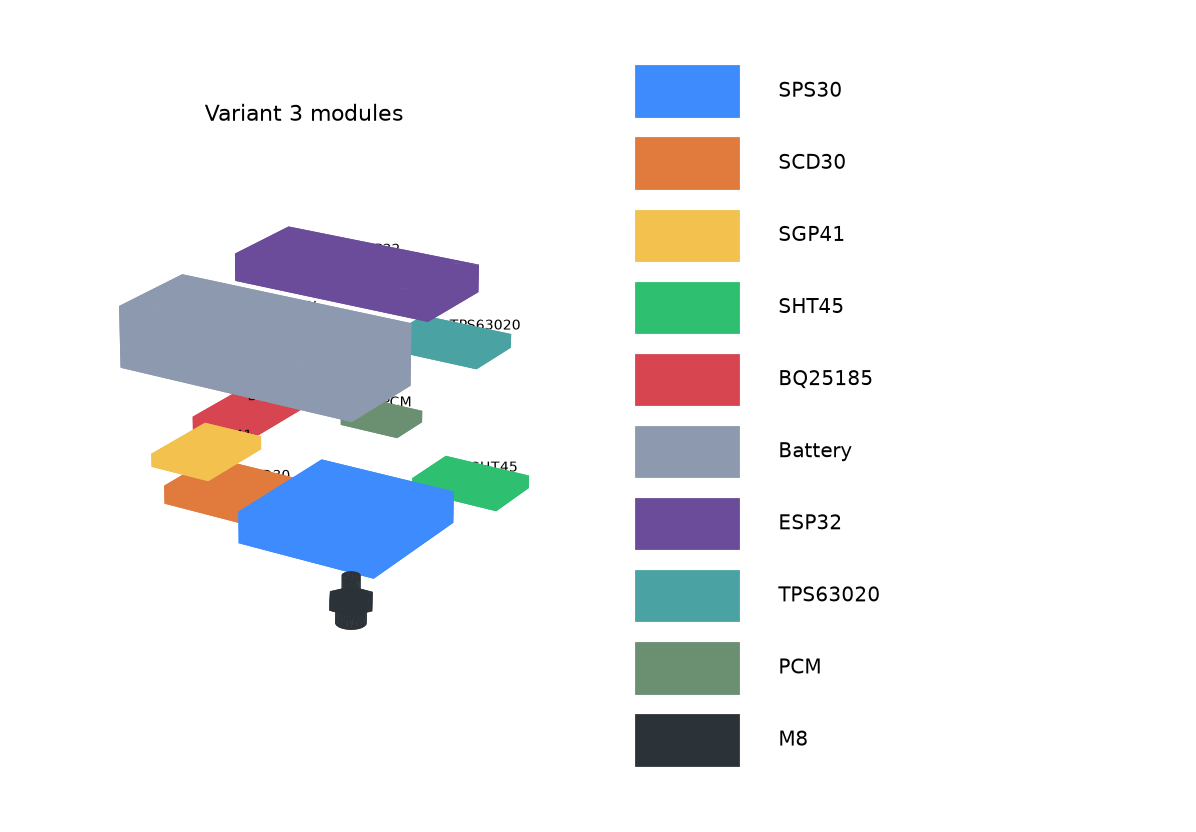 Variant 3 modules
TPS63020
PCM
SHT45
SPS30
SCD30
SGP41
SHT45
BQ25185
Battery
ESP32
TPS63020
PCM
M8